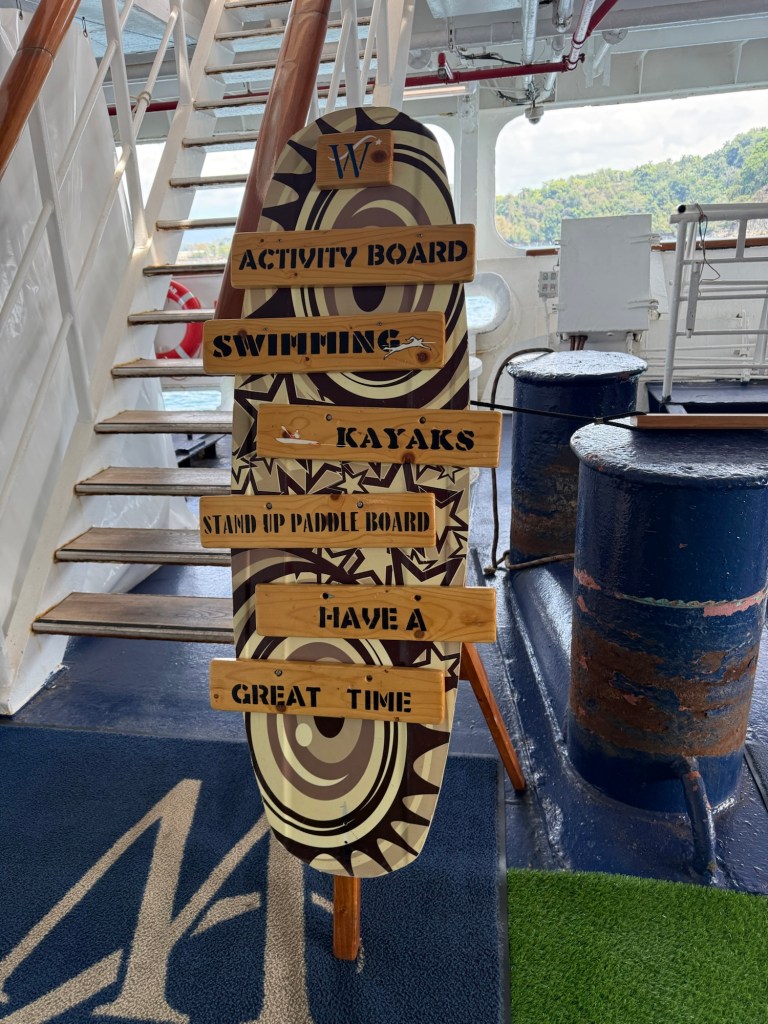 W
ACTIVITY BOARD
SWIMMING
KAYAKS
STAND UP PADDLE BOARD
HAVE A
GREAT TIME
W